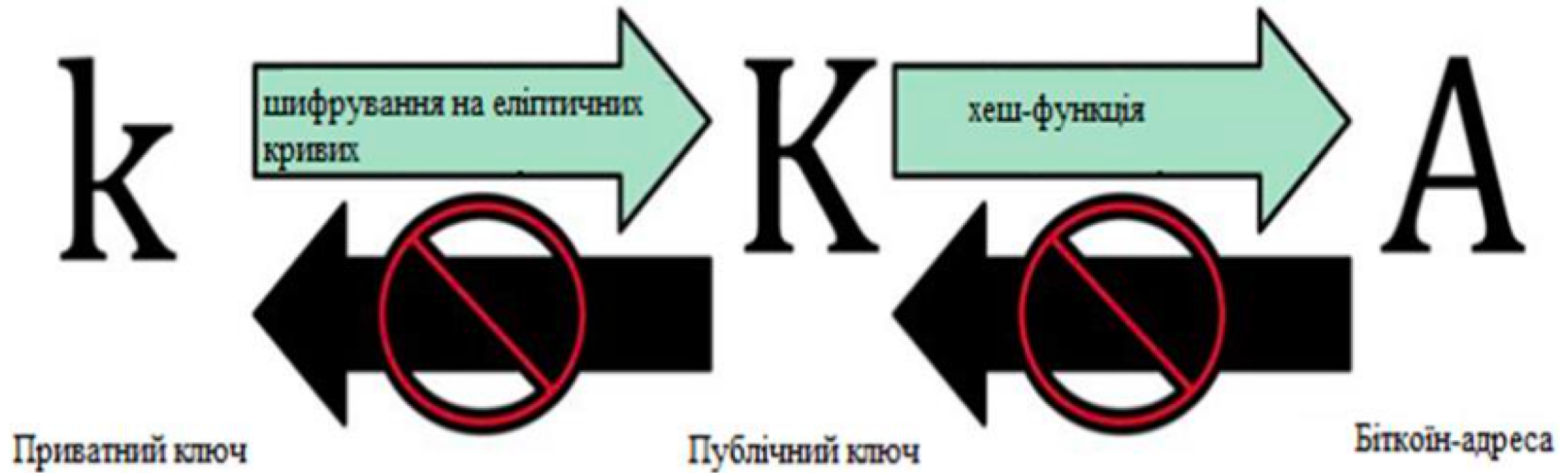 k
шифрування на еліптичних
кривих
K
хеш-функція
A
Приватний ключ
Публічний ключ
Біткоїн-адреса